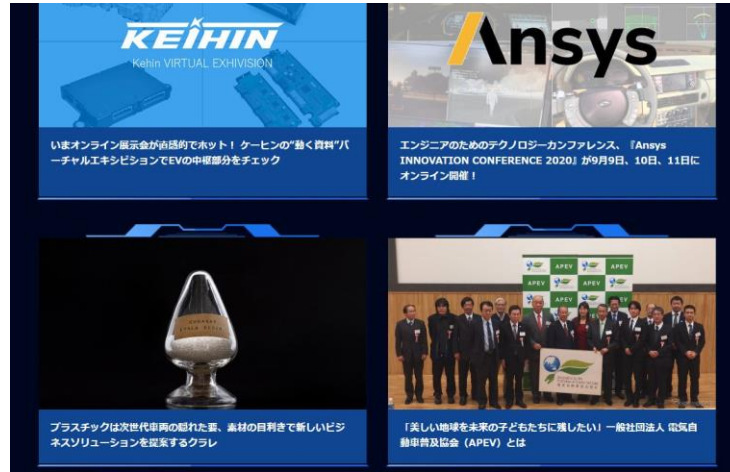 KEIHIN
Kehin VIRTUAL EXHIVISION
いまオンライン展示会が直感的でホット！ ケーヒンの“動く資料”バ
ーチャルエキシビションでEVの中枢部分をチェック
Ansys
エンジニアのためのテクノロジーカンファレンス、『Ansys
INNOVATION CONFERENCE 2020』が9月9日、10日、11日に
オンライン開催！
プラスチックは次世代車両の隠れた要、素材の目利きで新しいビジ
ネスソリューションを提案するクラレ
APEV
APEV
APEV
APEV
「美しい地球を未来の子どもたちに残したい」一般社団法人 電気自
動車普及協会（APEV）とは